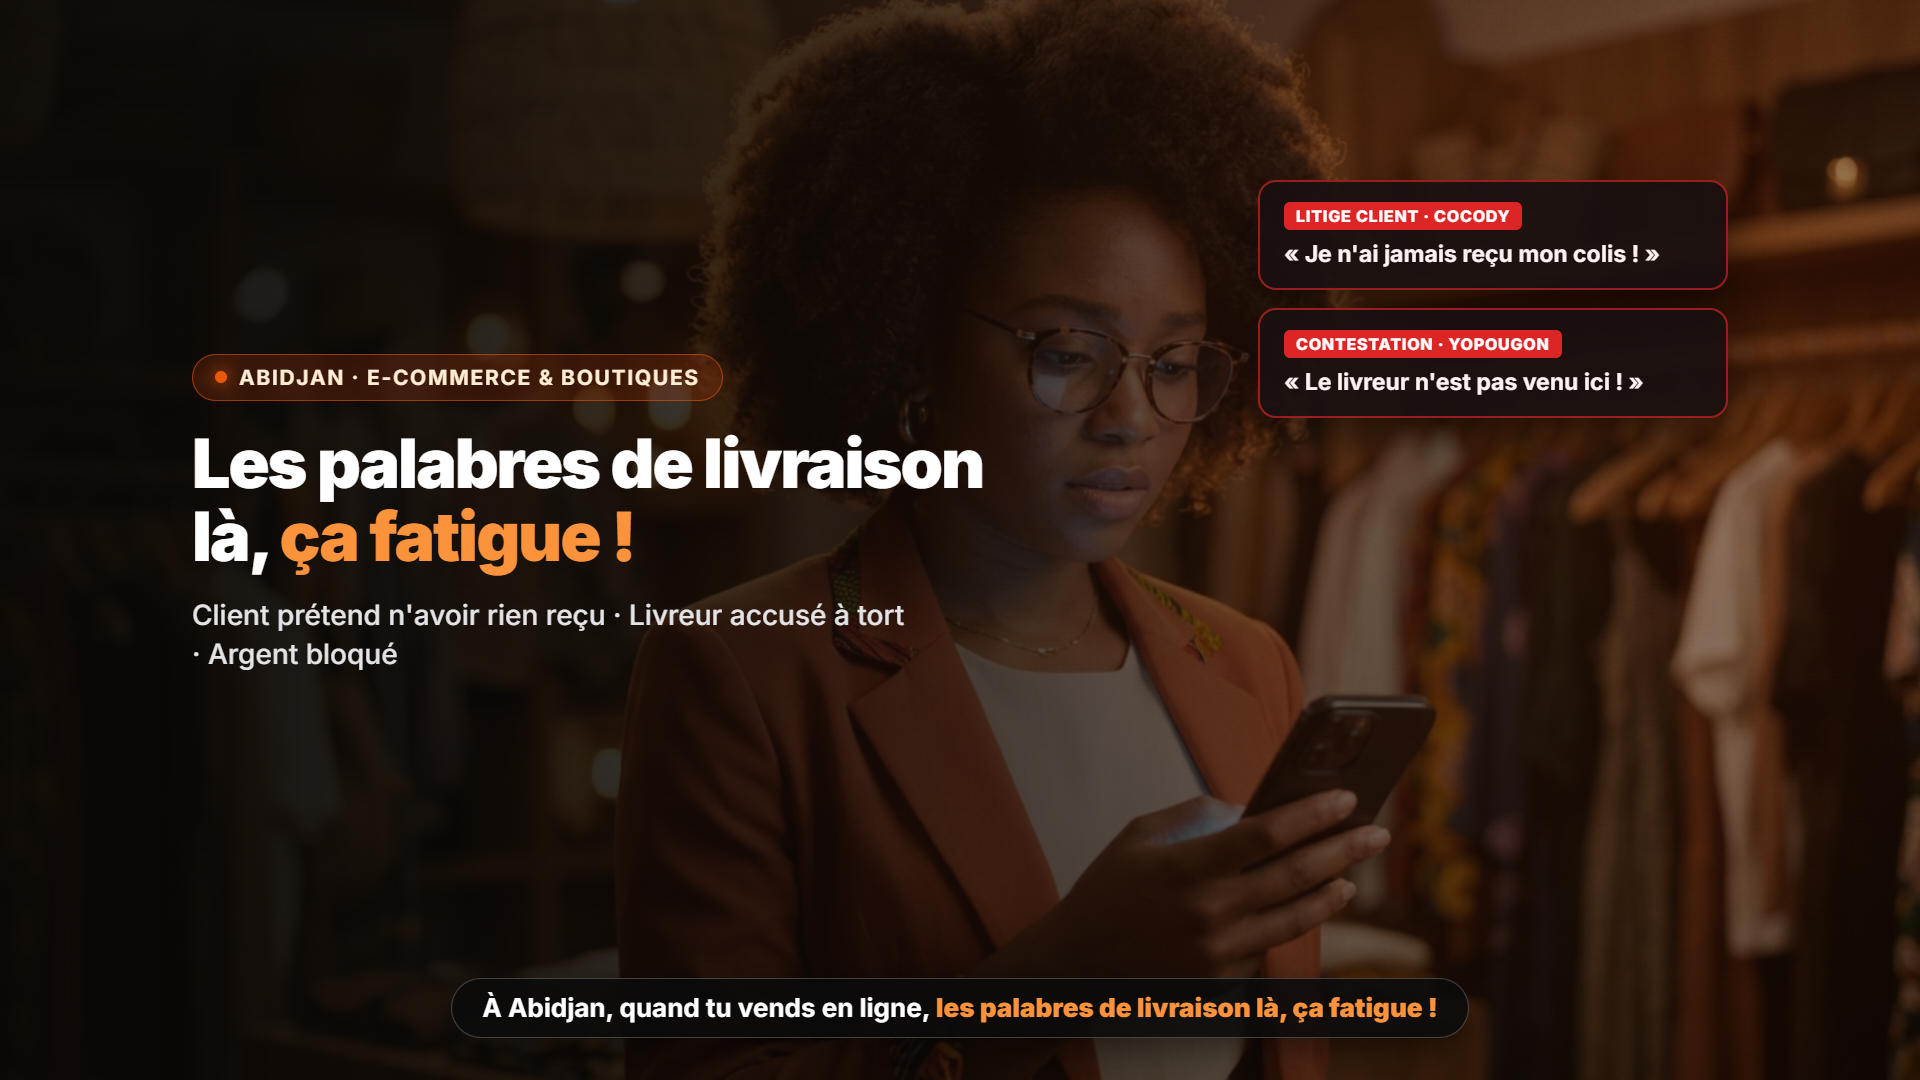 ABIDJAN · E-COMMERCE & BOUTIQUES
Les palabres de livraison
là, ça fatigue !
Client prétend n'avoir rien reçu · Livreur accusé à tort
· Argent bloqué
LITIGE CLIENT · COCODY
« Je n'ai jamais reçu mon colis ! »
CONTESTATION · YOPOUGON
« Le livreur n'est pas venu ici ! »
À Abidjan, quand tu vends en ligne, les palabres de livraison là, ça fatigue !